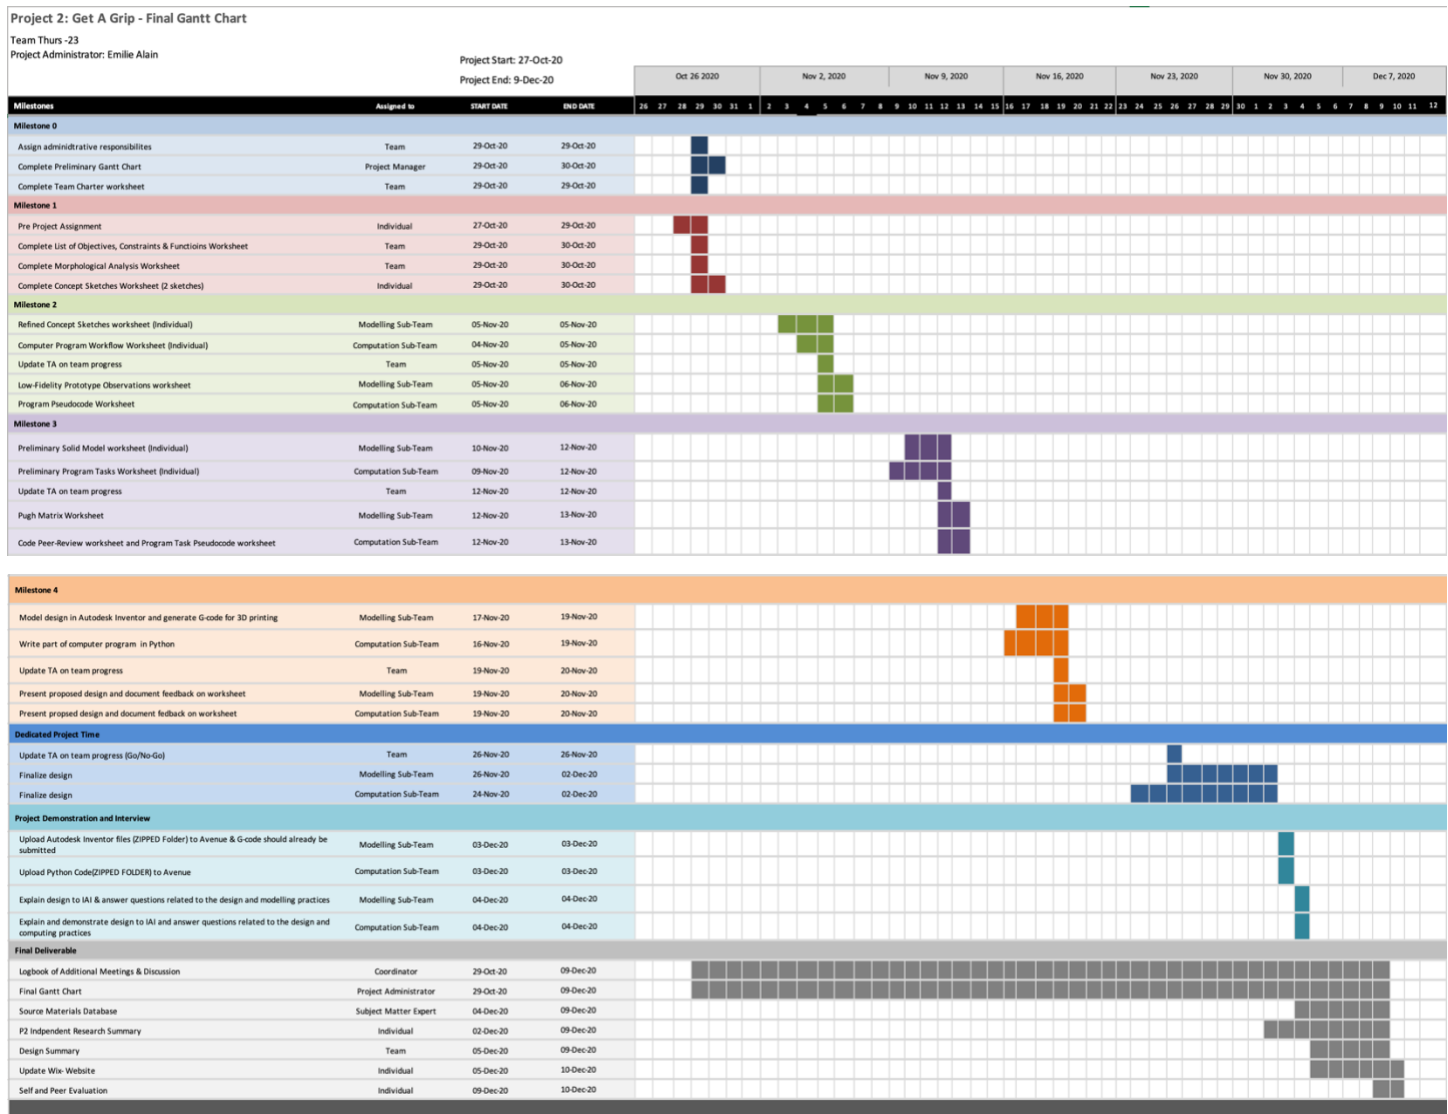 Project 2: Get A Grip - Final Gantt Chart
Team Thurs -23
Project Administrator: Emilie Alain
Project Start: 27-Oct-20
Project End: 9-Dec-20
Oct 26 2020 Nov 2, 2020 Nov 9, 2020 Nov 16, 2020 Nov 23, 2020 Nov 30, 2020 Dec 7, 2020
Milestones Assigned to START DATE END DATE 26 27 28 29 30 31 1 2 3 4 5 6 7 8 9 10 11 12 13 14 15 16 17 18 19 20 21 22 23 24 25 26 27 28 29 30 1 2 3 4 5 6 7 8 9 10 11 12
Milestone 0
Assign adminidtrative responsibilites Team 29-Oct-20 29-Oct-20
Complete Preliminary Gantt Chart Project Manager 29-Oct-20 30-Oct-20
Complete Team Charter worksheet Team 29-Oct-20 29-Oct-20
Milestone 1
Pre Project Assignment Individual 27-Oct-20 29-Oct-20
Complete List of Objectives, Constraints & Functioins Worksheet Team 29-Oct-20 30-Oct-20
Complete Morphological Analysis Worksheet Team 29-Oct-20 30-Oct-20
Complete Concept Sketches Worksheet (2 sketches) Individual 29-Oct-20 30-Oct-20
Milestone 2
Refined Concept Sketches worksheet (Individual) Modelling Sub-Team 05-Nov-20 05-Nov-20
Computer Program Workflow Worksheet (Individual) Computation Sub-Team 04-Nov-20 05-Nov-20
Update TA on team progress Team 05-Nov-20 05-Nov-20
Low-Fidelity Prototype Observations worksheet Modelling Sub-Team 05-Nov-20 06-Nov-20
Program Pseudocode Worksheet Computation Sub-Team 05-Nov-20 06-Nov-20
Milestone 3
Preliminary Solid Model worksheet (Individual) Modelling Sub-Team 10-Nov-20 12-Nov-20
Preliminary Program Tasks Worksheet (Individual) Computation Sub-Team 09-Nov-20 12-Nov-20
Update TA on team progress Team 12-Nov-20 12-Nov-20
Pugh Matrix Worksheet Modelling Sub-Team 12-Nov-20 13-Nov-20
Code Peer-Review worksheet and Program Task Pseudocode worksheet Computation Sub-Team 12-Nov-20 13-Nov-20
Milestone 4
Model design in Autodesk Inventor and generate G-code for 3D printing Modelling Sub-Team 17-Nov-20 19-Nov-20
Write part of computer program in Python Computation Sub-Team 16-Nov-20 19-Nov-20
Update TA on team progress Team 19-Nov-20 20-Nov-20
Present proposed design and document feedback on worksheet Modelling Sub-Team 19-Nov-20 20-Nov-20
Present propsed design and document fedback on worksheet Computation Sub-Team 19-Nov-20 20-Nov-20
Dedicated Project Time
Update TA on team progress (Go/No-Go) Team 26-Nov-20 26-Nov-20
Finalize design Modelling Sub-Team 26-Nov-20 02-Dec-20
Finalize design Computation Sub-Team 24-Nov-20 02-Dec-20
Project Demonstration and Interview
Upload Autodesk Inventor files (ZIPPED Folder) to Avenue & G-code should already be
submitted Modelling Sub-Team 03-Dec-20 03-Dec-20
Upload Python Code(ZIPPED FOLDER) to Avenue Computation Sub-Team 03-Dec-20 03-Dec-20
Explain design to IAI & answer questions related to the design and modelling practices Modelling Sub-Team 04-Dec-20 04-Dec-20
Explain and demonstrate design to IAI and answer questions related to the design and
computing practices Computation Sub-Team 04-Dec-20 04-Dec-20
Final Deliverable
Logbook of Additional Meetings & Discussion Coordinator 29-Oct-20 09-Dec-20
Final Gantt Chart Project Administrator 29-Oct-20 09-Dec-20
Source Materials Database Subject Matter Expert 04-Dec-20 09-Dec-20
P2 Indpendent Research Summary Individual 02-Dec-20 09-Dec-20
Design Summary Team 05-Dec-20 09-Dec-20
Update Wix- Website Individual 05-Dec-20 10-Dec-20
Self and Peer Evaluation Individual 09-Dec-20 10-Dec-20